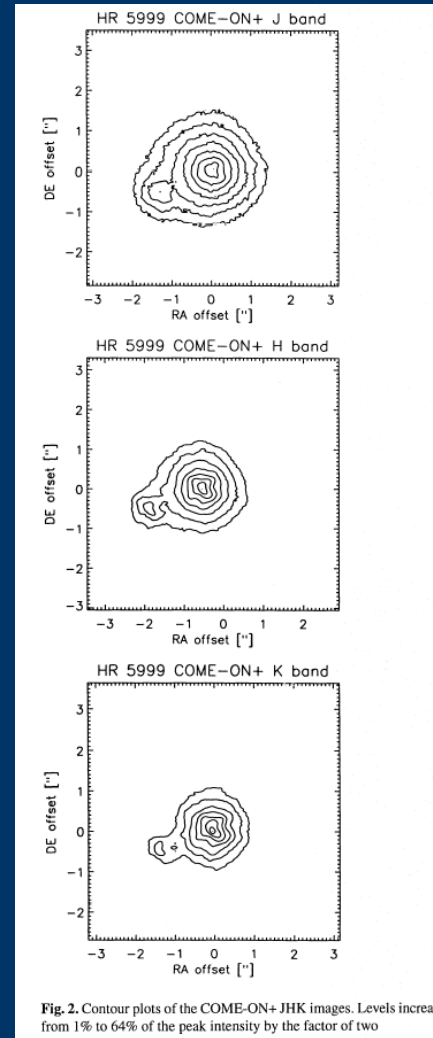 HR 5999 COME-ON+ J band
3
2
1
0
-1
-2
DE offset ["]
-3 -2 -1 0 1 2 3
RA offset ["]
HR 5999 COME-ON+ H band
3
2
1
0
-1
-2
-3
DE offset ["]
-3 -2 -1 0 1 2
RA offset ["]
HR 5999 COME-ON+ K band
3
2
1
0
-1
-2
DE offset ["]
-3 -2 -1 0 1 2 3
RA offset ["]
Fig. 2. Contour plots of the COME-ON+ JHK images. Levels increa
from 1% to 64% of the peak intensity by the factor of two